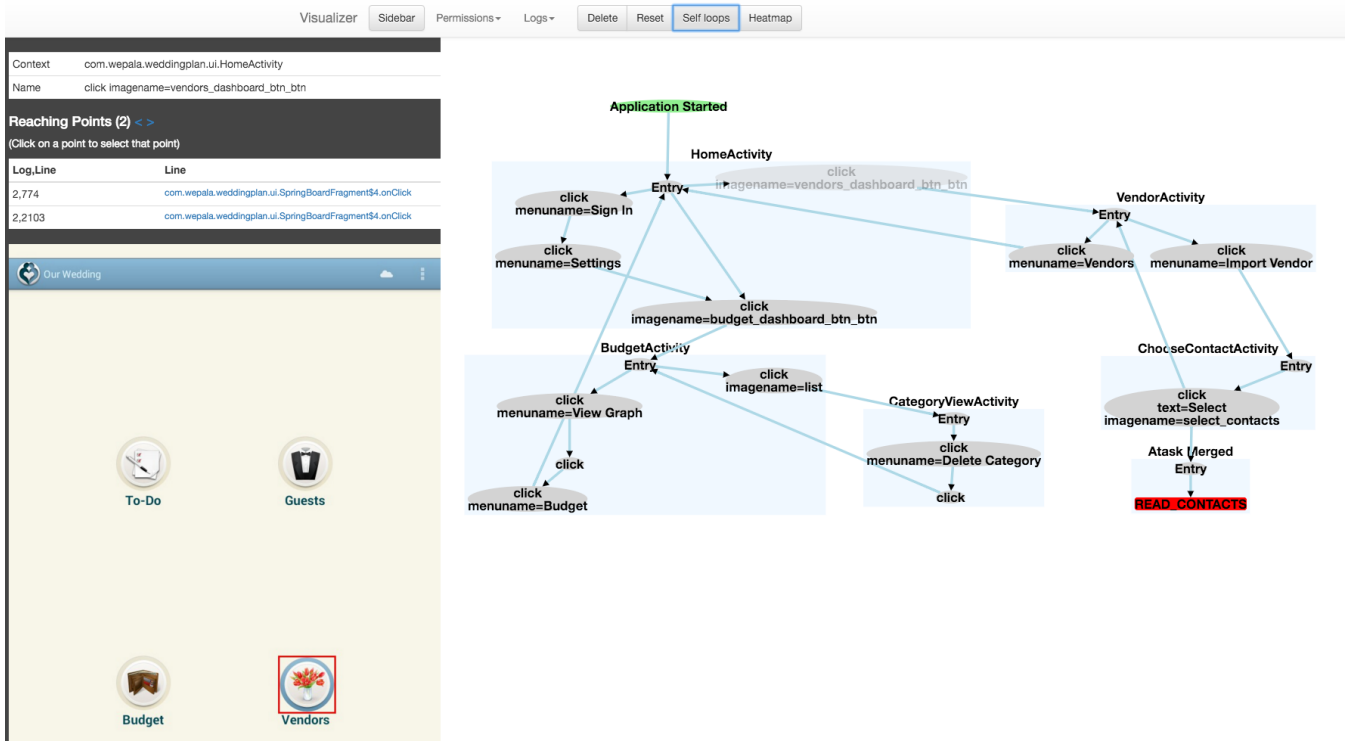 Visualizer Sidebar Permissions Logs Delete Reset Self loops Heatmap
Context com.wepala.weddingplan.ui.HomeActivity
Name click imagename=vendors_dashboard_btn_btn
Reaching Points (2) < >
(Click on a point to select that point)
Log,Line Line
2,774 com.wepala.weddingplan.ui.SpringBoardFragment$4.onClick
2,2103 com.wepala.weddingplan.ui.SpringBoardFragment$4.onClick
Our Wedding
To-Do Guests
Budget Vendors
Application Started
HomeActivity
Entry
click
imagename=vendors_dashboard_btn_btn
click
menuname=Sign In
click
menuname=Settings
click
imagename=budget_dashboard_btn_btn
VendorActivity
Entry
click
menuname=Vendors
click
menuname=Import Vendor
BudgetActivity
Entry
click
imagename=list
click
menuname=View Graph
click
click
menuname=Budget
CategoryViewActivity
Entry
click
menuname=Delete Category
click
ChooseContactActivity
Entry
click
text=Select
imagename=select_contacts
Atask Merged
Entry
READ_CONTACTS